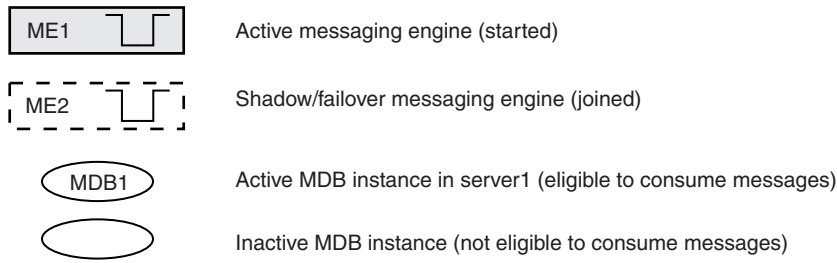 ME1 Active messaging engine (started)
ME2 Shadow/failover messaging engine (joined)
MDB1 Active MDB instance in server1 (eligible to consume messages)
Inactive MDB instance (not eligible to consume messages)